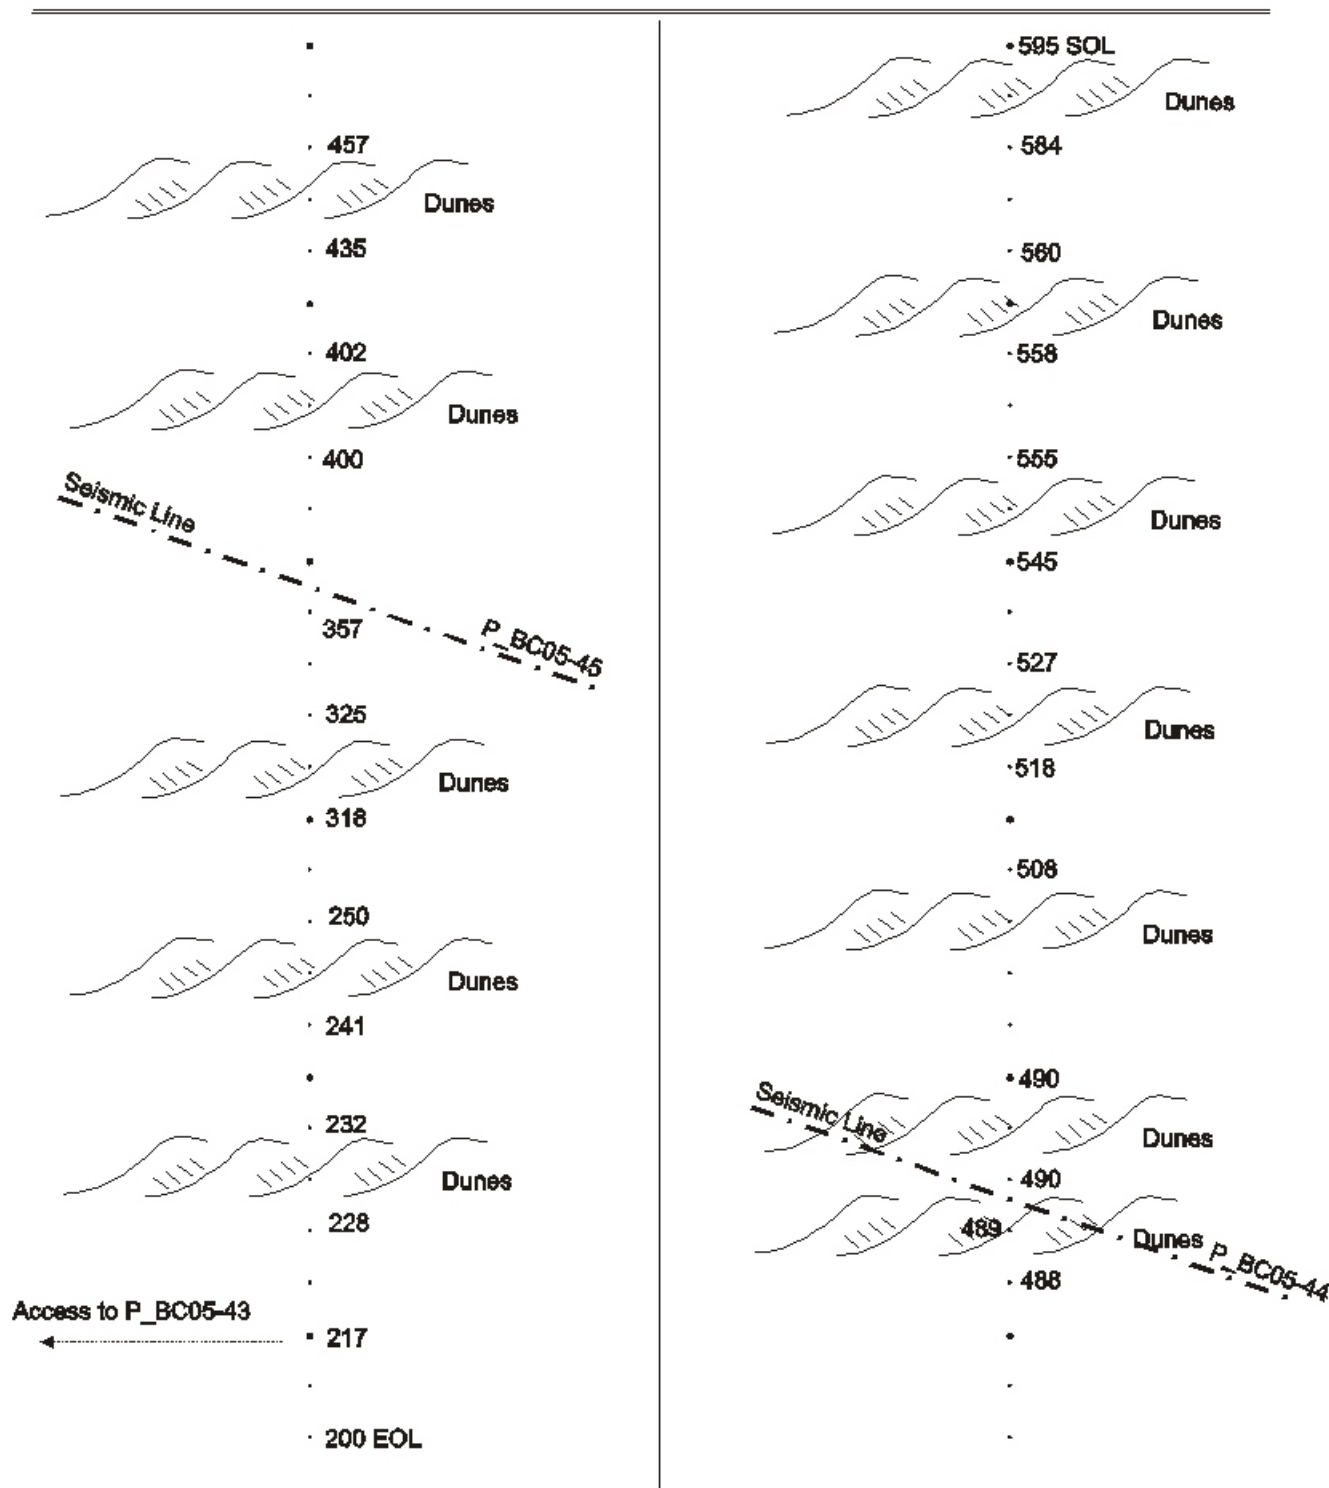 457
Dunes
435
402
Dunes
400
Seismic Line
357
P_BC05-45
325
Dunes
318
250
Dunes
241
232
Dunes
228
Access to P_BC05-43
217
200 EOL
595 SOL
Dunes
584
560
Dunes
558
555
Dunes
545
527
Dunes
518
508
Dunes
490
Seismic Line
Dunes
490
489
Dunes
P_BC05-44
488